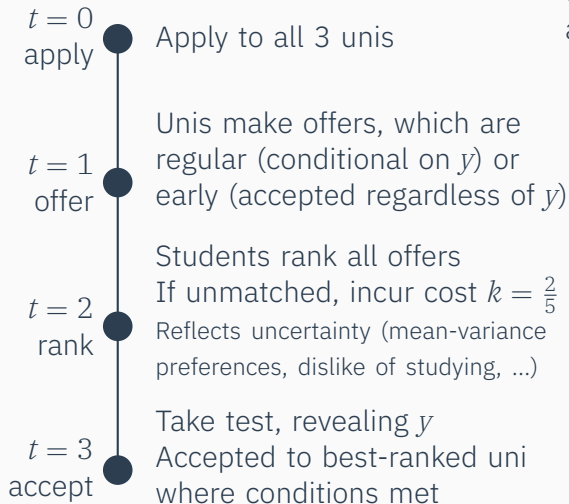 t = 0
apply
Apply to all 3 unis
t = 1
offer
Unis make offers, which are
regular (conditional on y) or
early (accepted regardless of y)
t = 2
rank
Students rank all offers
If unmatched, incur cost k = 2/5
Reflects uncertainty (mean-variance
preferences, dislike of studying, ...)
t = 3
accept
Take test, revealing y
Accepted to best-ranked uni
where conditions met